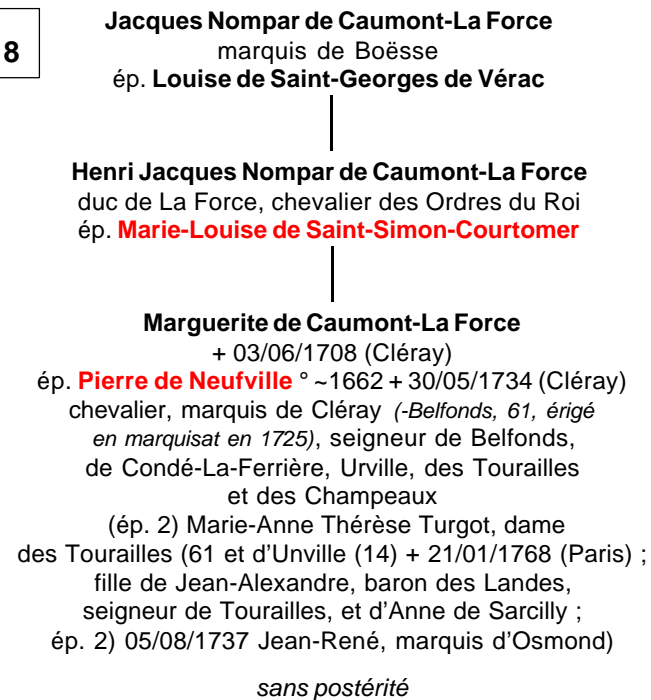 8
Jacques Nompar de Caumont-La Force
marquis de Boësse
ép. Louise de Saint-Georges de Vérac
Henri Jacques Nompar de Caumont-La Force
duc de La Force, chevalier des Ordres du Roi
ép. Marie-Louise de Saint-Simon-Courtomer
Marguerite de Caumont-La Force
+ 03/06/1708 (Cléray)
ép. Pierre de Neufville ° ~1662 + 30/05/1734 (Cléray)
chevalier, marquis de Cléray (-Belfonds, 61, érigé
en marquisat en 1725), seigneur de Belfonds,
de Condé-La-Ferrière, Urville, des Tourailles
et des Champeaux
(ép. 2) Marie-Anne Thérèse Turgot, dame
des Tourailles (61 et d’Unville (14) + 21/01/1768 (Paris) ;
fille de Jean-Alexandre, baron des Landes,
seigneur de Tourailles, et d’Anne de Sarcilly ;
ép. 2) 05/08/1737 Jean-René, marquis d’Osmond)
sans postérité